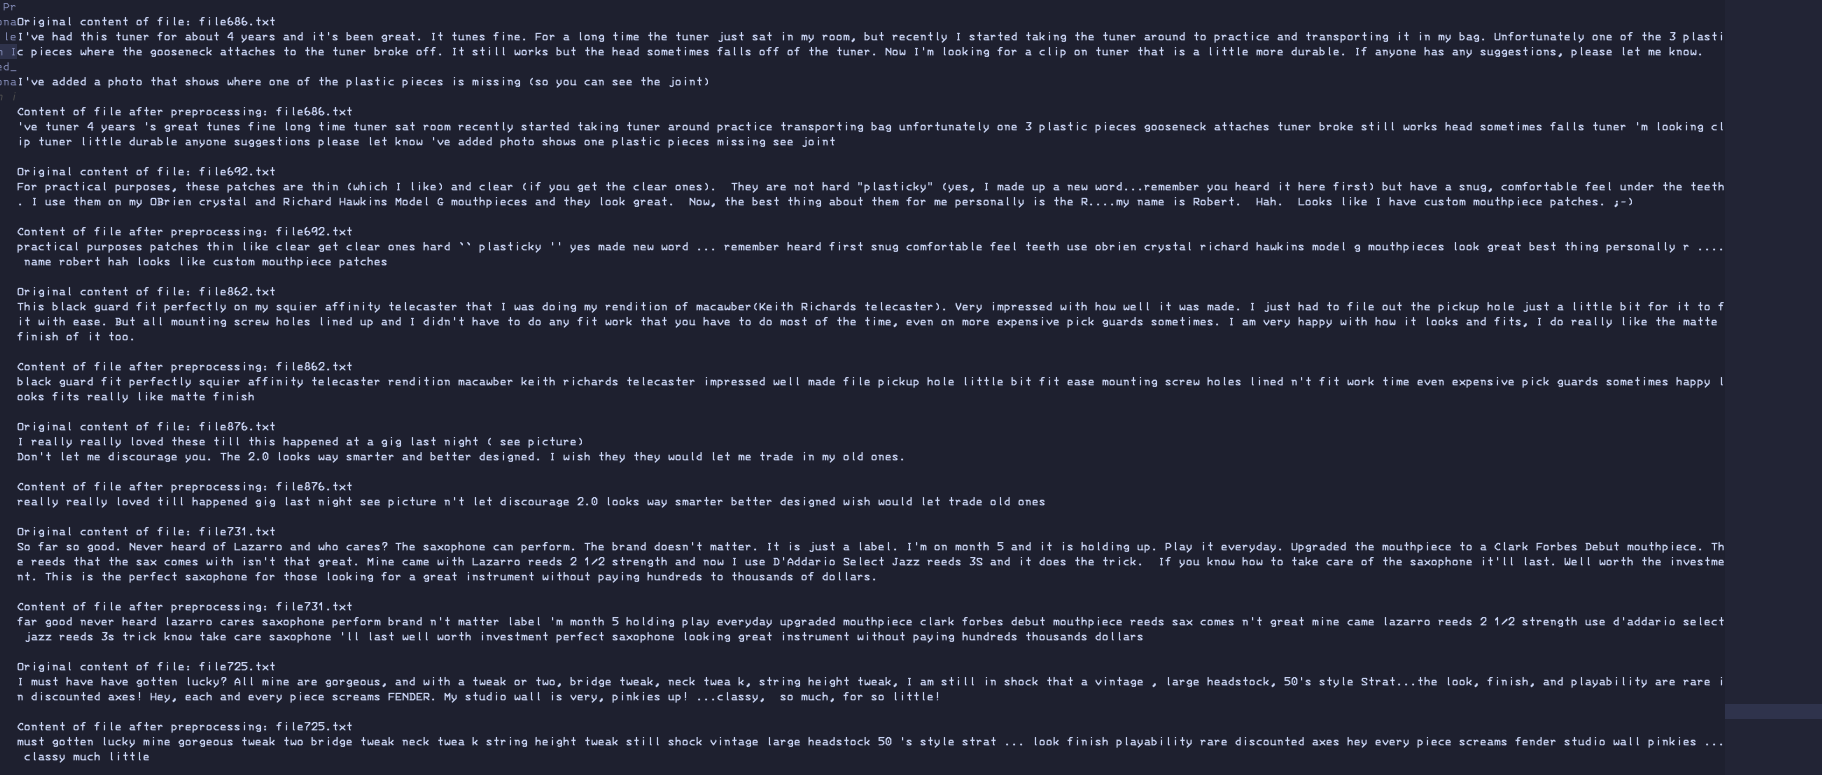 Pr
Original content of file: file686.txt
I've had this tuner for about 4 years and it's been great. It tunes fine. For a long time the tuner just sat in my room, but recently I started taking the tuner around to practice and transporting it in my bag. Unfortunately one of the 3 plasti
c pieces where the gooseneck attaches to the tuner broke off. It still works but the head sometimes falls off of the tuner. Now I'm looking for a clip on tuner that is a little more durable. If anyone has any suggestions, please let me know.
I've added a photo that shows where one of the plastic pieces is missing (so you can see the joint)
Content of file after preprocessing: file686.txt
've tuner 4 years 's great tunes fine long time tuner sat room recently started taking tuner around practice transporting bag unfortunately one 3 plastic pieces gooseneck attaches tuner broke still works head sometimes falls tuner 'm looking cl
ip tuner little durable anyone suggestions please let know 've added photo shows one plastic pieces missing see joint
Original content of file: file692.txt
For practical purposes, these patches are thin (which I like) and clear (if you get the clear ones).  They are not hard "plasticky" (yes, I made up a new word...remember you heard it here first) but have a snug, comfortable feel under the teeth
. I use them on my OBrien crystal and Richard Hawkins Model G mouthpieces and they look great.  Now, the best thing about them for me personally is the R....my name is Robert.  Hah.  Looks like I have custom mouthpiece patches. ;-)
Content of file after preprocessing: file692.txt
practical purposes patches thin like clear get clear ones hard `` plasticky '' yes made new word ... remember heard first snug comfortable feel teeth use obrien crystal richard hawkins model g mouthpieces look great best thing personally r ....
name robert hah looks like custom mouthpiece patches
Original content of file: file862.txt
This black guard fit perfectly on my squier affinity telecaster that I was doing my rendition of macawber(Keith Richards telecaster). Very impressed with how well it was made. I just had to file out the pickup hole just a little bit for it to f
it with ease. But all mounting screw holes lined up and I didn't have to do any fit work that you have to do most of the time, even on more expensive pick guards sometimes. I am very happy with how it looks and fits, I do really like the matte
finish of it too.
Content of file after preprocessing: file862.txt
black guard fit perfectly squier affinity telecaster rendition macawber keith richards telecaster impressed well made file pickup hole little bit fit ease mounting screw holes lined n't fit work time even expensive pick guards sometimes happy l
ooks fits really like matte finish
Original content of file: file876.txt
I really really loved these till this happened at a gig last night ( see picture)
Don't let me discourage you. The 2.0 looks way smarter and better designed. I wish they they would let me trade in my old ones.
Content of file after preprocessing: file876.txt
really really loved till happened gig last night see picture n't let discourage 2.0 looks way smarter better designed wish would let trade old ones
Original content of file: file731.txt
So far so good. Never heard of Lazarro and who cares? The saxophone can perform. The brand doesn't matter. It is just a label. I'm on month 5 and it is holding up. Play it everyday. Upgraded the mouthpiece to a Clark Forbes Debut mouthpiece. Th
e reeds that the sax comes with isn't that great. Mine came with Lazarro reeds 2 1/2 strength and now I use D'Addario Select Jazz reeds 3S and it does the trick.  If you know how to take care of the saxophone it'll last. Well worth the investme
nt. This is the perfect saxophone for those looking for a great instrument without paying hundreds to thousands of dollars.
Content of file after preprocessing: file731.txt
far good never heard lazarro cares saxophone perform brand n't matter label 'm month 5 holding play everyday upgraded mouthpiece clark forbes debut mouthpiece reeds sax comes n't great mine came lazarro reeds 2 1/2 strength use d'addario select
jazz reeds 3s trick know take care saxophone 'll last well worth investment perfect saxophone looking great instrument without paying hundreds thousands dollars
Original content of file: file725.txt
I must have have gotten lucky? All mine are gorgeous, and with a tweak or two, bridge tweak, neck twea k, string height tweak, I am still in shock that a vintage , large headstock, 50's style Strat...the look, finish, and playability are rare i
n discounted axes! Hey, each and every piece screams FENDER. My studio wall is very, pinkies up! ...classy,  so much, for so little!
Content of file after preprocessing: file725.txt
must gotten lucky mine gorgeous tweak two bridge tweak neck twea k string height tweak still shock vintage large headstock 50 's style strat ... look finish playability rare discounted axes hey every piece screams fender studio wall pinkies ...
classy much little